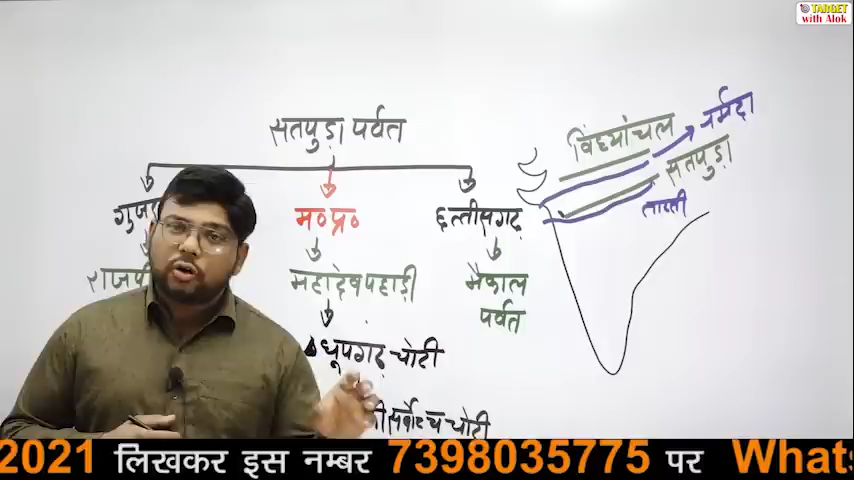 TARGET
with Alok
सतपुड़ा पर्वत
विंध्यांचल
नर्मदा
सतपुड़ा
ताप्ती
म०प्र०
छत्तीसगढ़
महादेव पहाड़ी
मैकाल
पर्वत
धूपगढ़ चोटी
सर्वोच्च चोटी
2021 लिखकर इस नम्बर 7398035775 पर